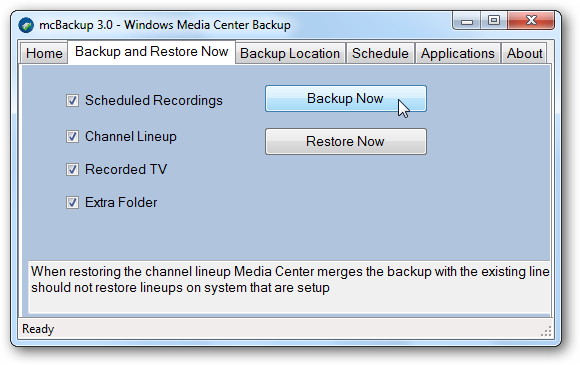 mcBackup 3.0 - Windows Media Center Backup
Home Backup and Restore Now Backup Location Schedule Applications About
Scheduled Recordings Backup Now
Channel Lineup Restore Now
Recorded TV
Extra Folder
When restoring the channel lineup Media Center merges the backup with the existing line
should not restore lineups on system that are setup
Ready